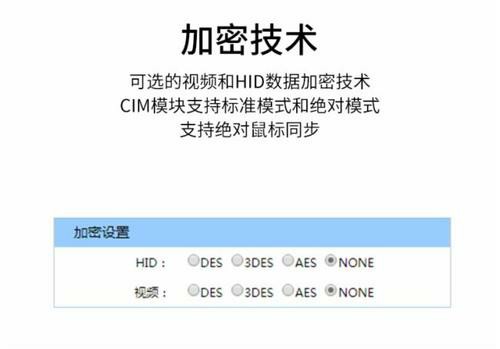 加密技术
可选的视频和HID数据加密技术
CIM模块支持标准模式和绝对模式
支持绝对鼠标同步
加密设置
HID： DES 3DES AES NONE
视频： DES 3DES AES NONE